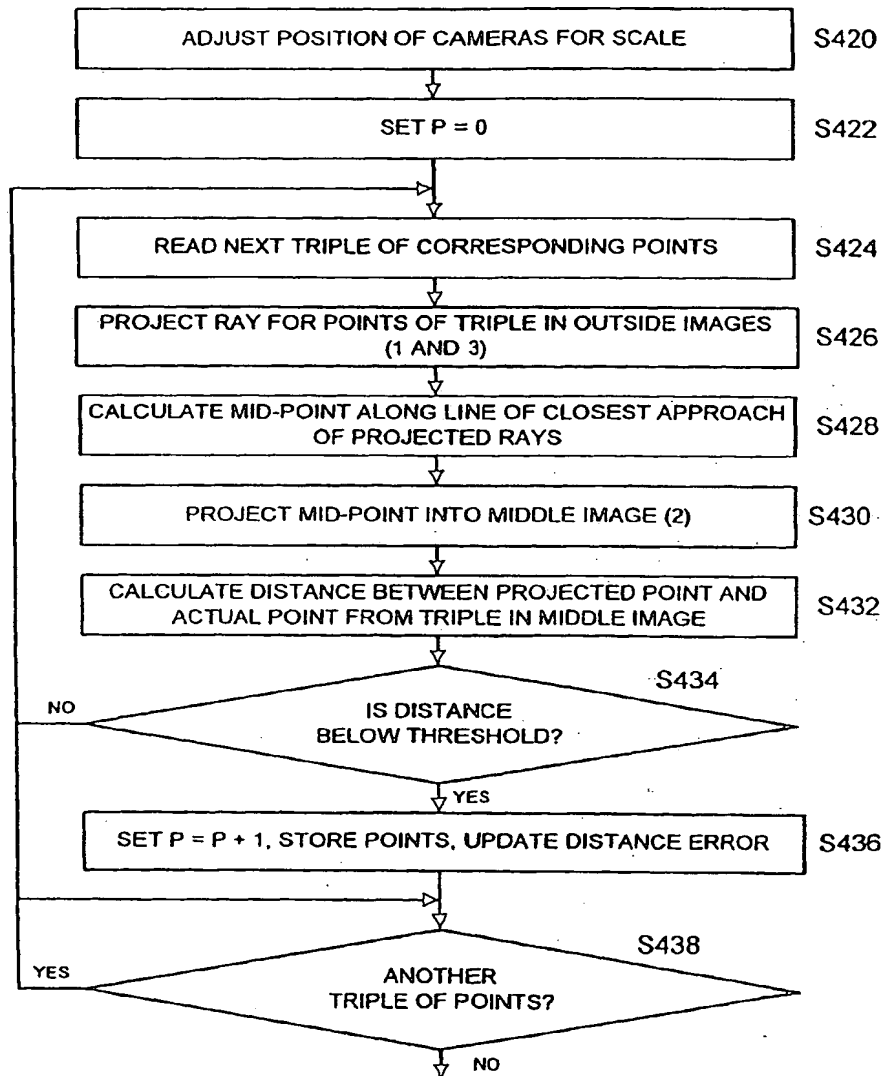 ADJUST POSITION OF CAMERAS FOR SCALE
S420
SET P = 0
S422
READ NEXT TRIPLE OF CORRESPONDING POINTS
S424
PROJECT RAY FOR POINTS OF TRIPLE IN OUTSIDE IMAGES
(1 AND 3)
S426
CALCULATE MID-POINT ALONG LINE OF CLOSEST APPROACH
OF PROJECTED RAYS
S428
PROJECT MID-POINT INTO MIDDLE IMAGE (2)
S430
CALCULATE DISTANCE BETWEEN PROJECTED POINT AND
ACTUAL POINT FROM TRIPLE IN MIDDLE IMAGE
S432
S434
NO
IS DISTANCE
BELOW THRESHOLD?
YES
SET P = P + 1, STORE POINTS, UPDATE DISTANCE ERROR
S436
S438
YES
ANOTHER
TRIPLE OF POINTS?
NO